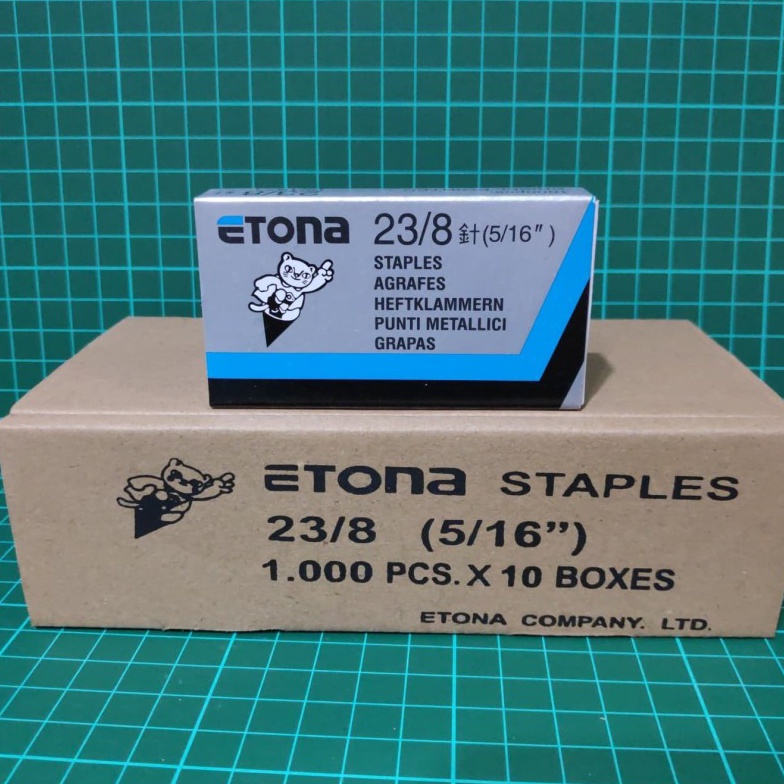 ETONA 23/8 針(5/16")
STAPLES
AGRAFES
HEFTKLAMMERN
PUNTI METALLICI
GRAPAS
ETONA STAPLES
23/8 (5/16”)
1.000 PCS. X 10 BOXES
ETONA COMPANY. LTD.